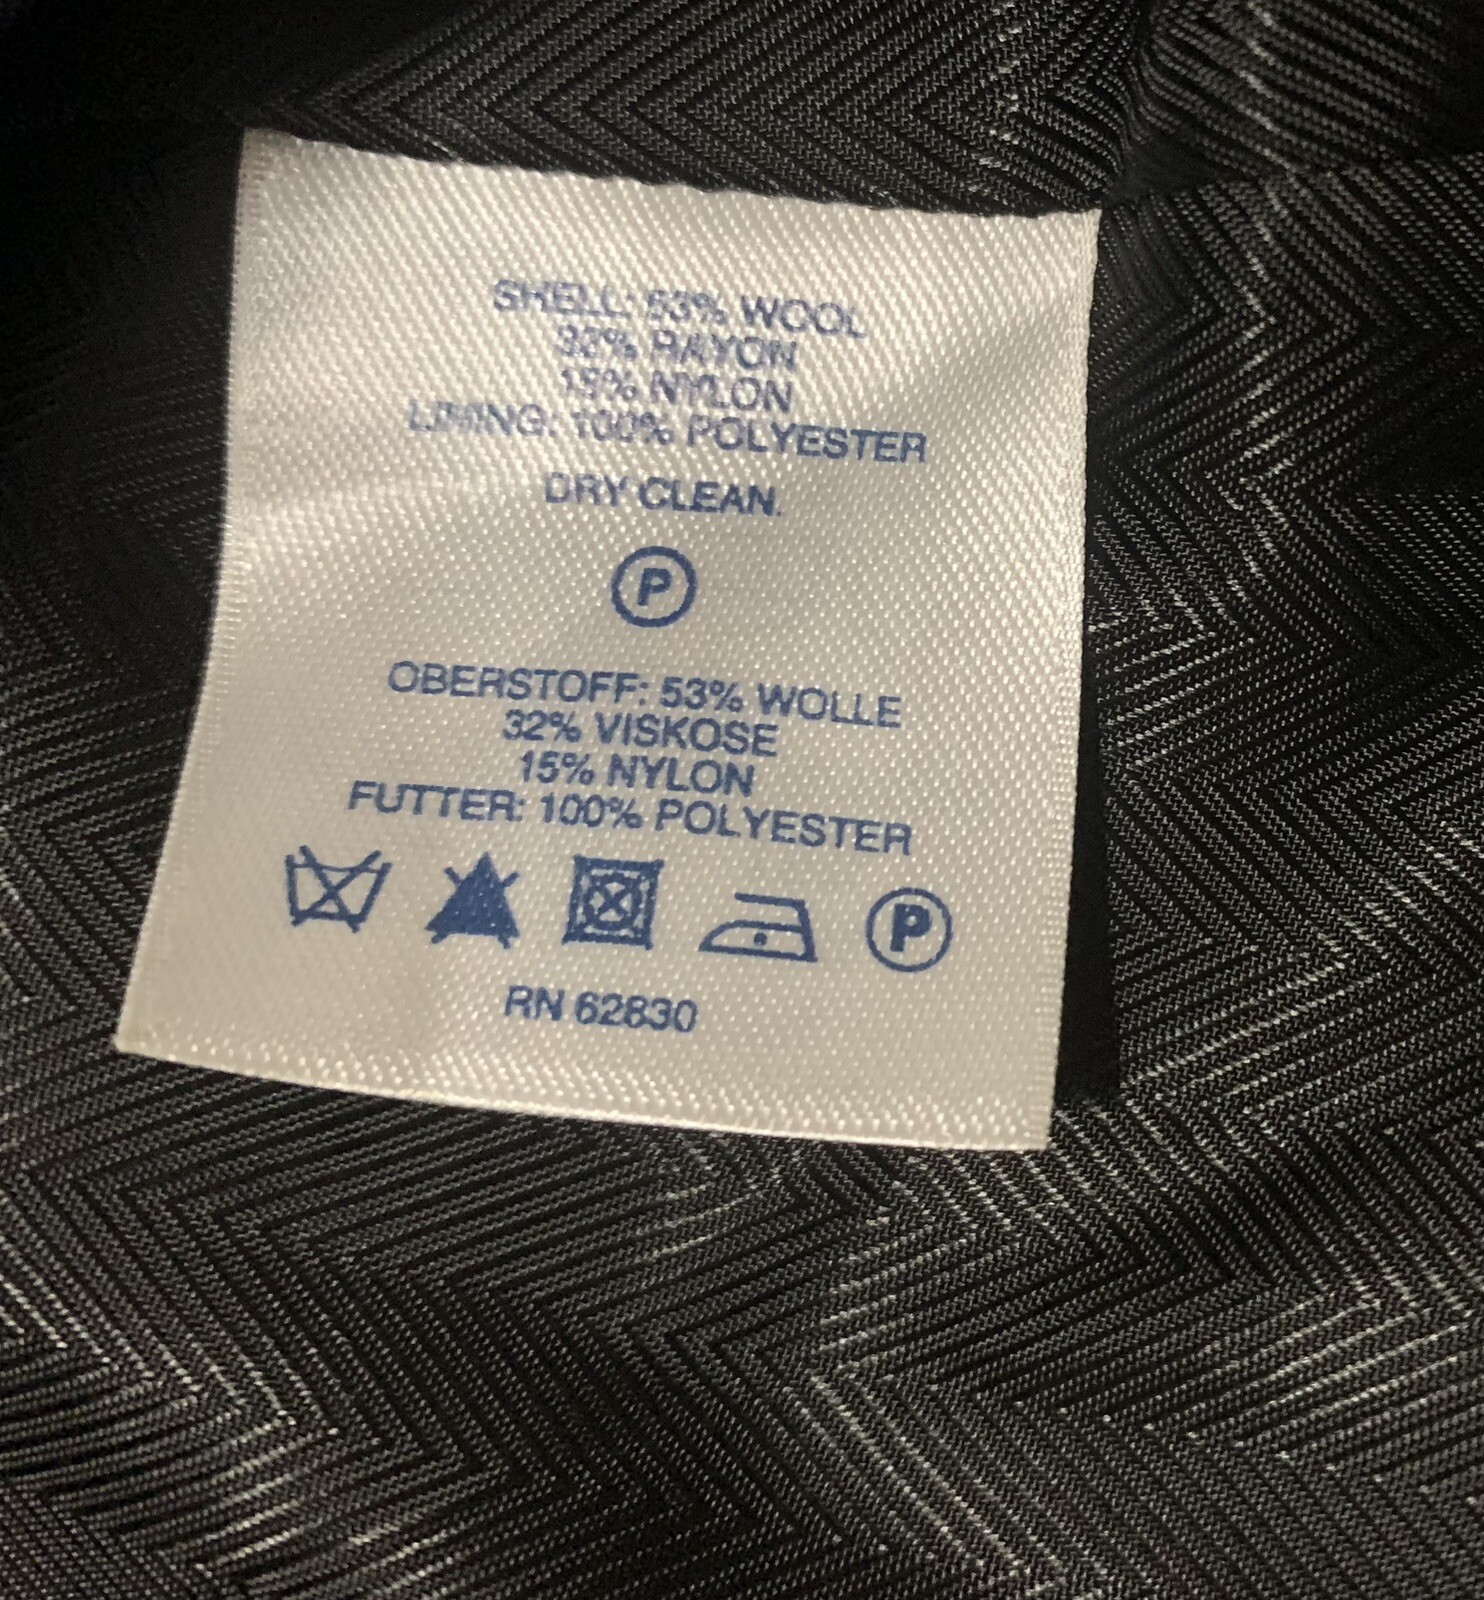 SHELL: 53% WOOL
32% RAYON
15% NYLON
LINING: 100% POLYESTER
DRY CLEAN.
P
OBERSTOFF: 53% WOLLE
32% VISKOSE
15% NYLON
FUTTER: 100% POLYESTER
P
RN 62830